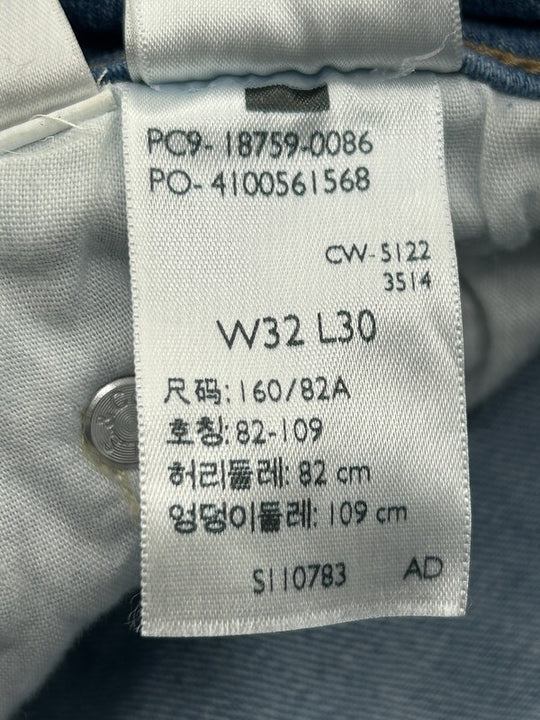 PC9-18759-0086
PO-4100561568
CW-5122
3514
W32 L30
尺码:160/82A
호칭:82-109
허리둘레: 82 cm
엉덩이둘레: 109 cm
S110783 AD